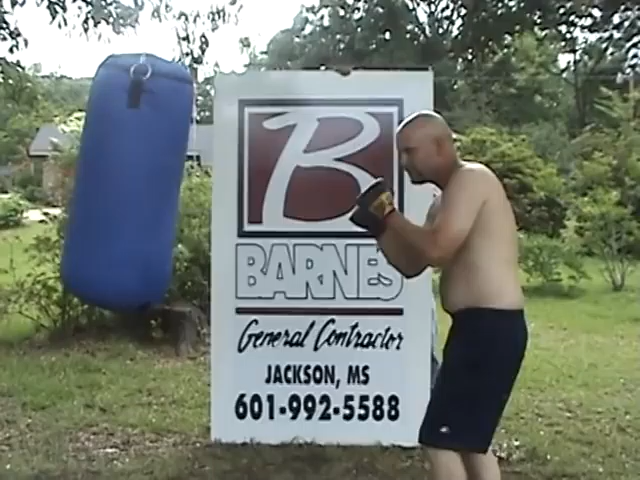 B
BARNES
General Contractor
JACKSON, MS
601-992-5588